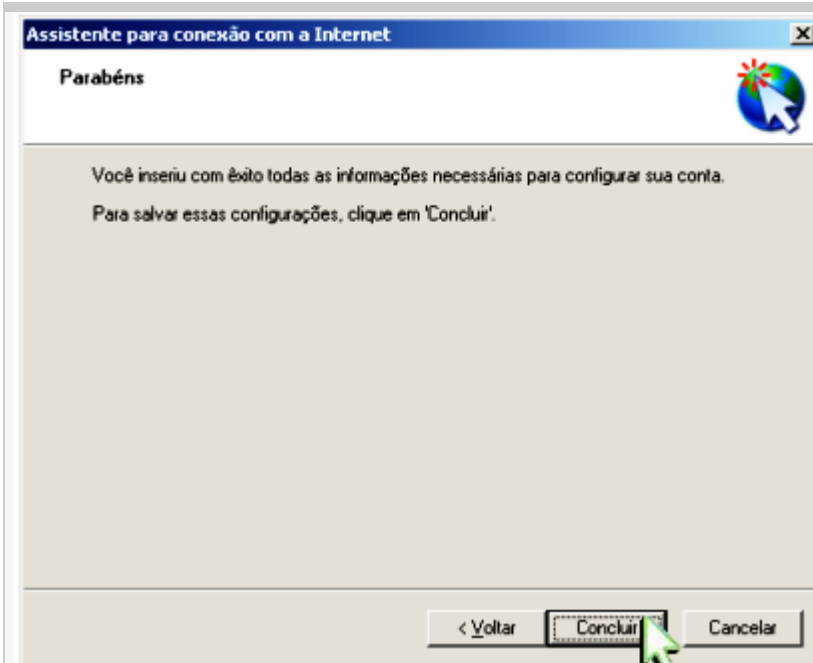 Assistente para conexão com a Internet
Parabéns
Você inseriu com êxito todas as informações necessárias para configurar sua conta.
Para salvar essas configurações, clique em 'Concluir'.
< Voltar Concluir Cancelar